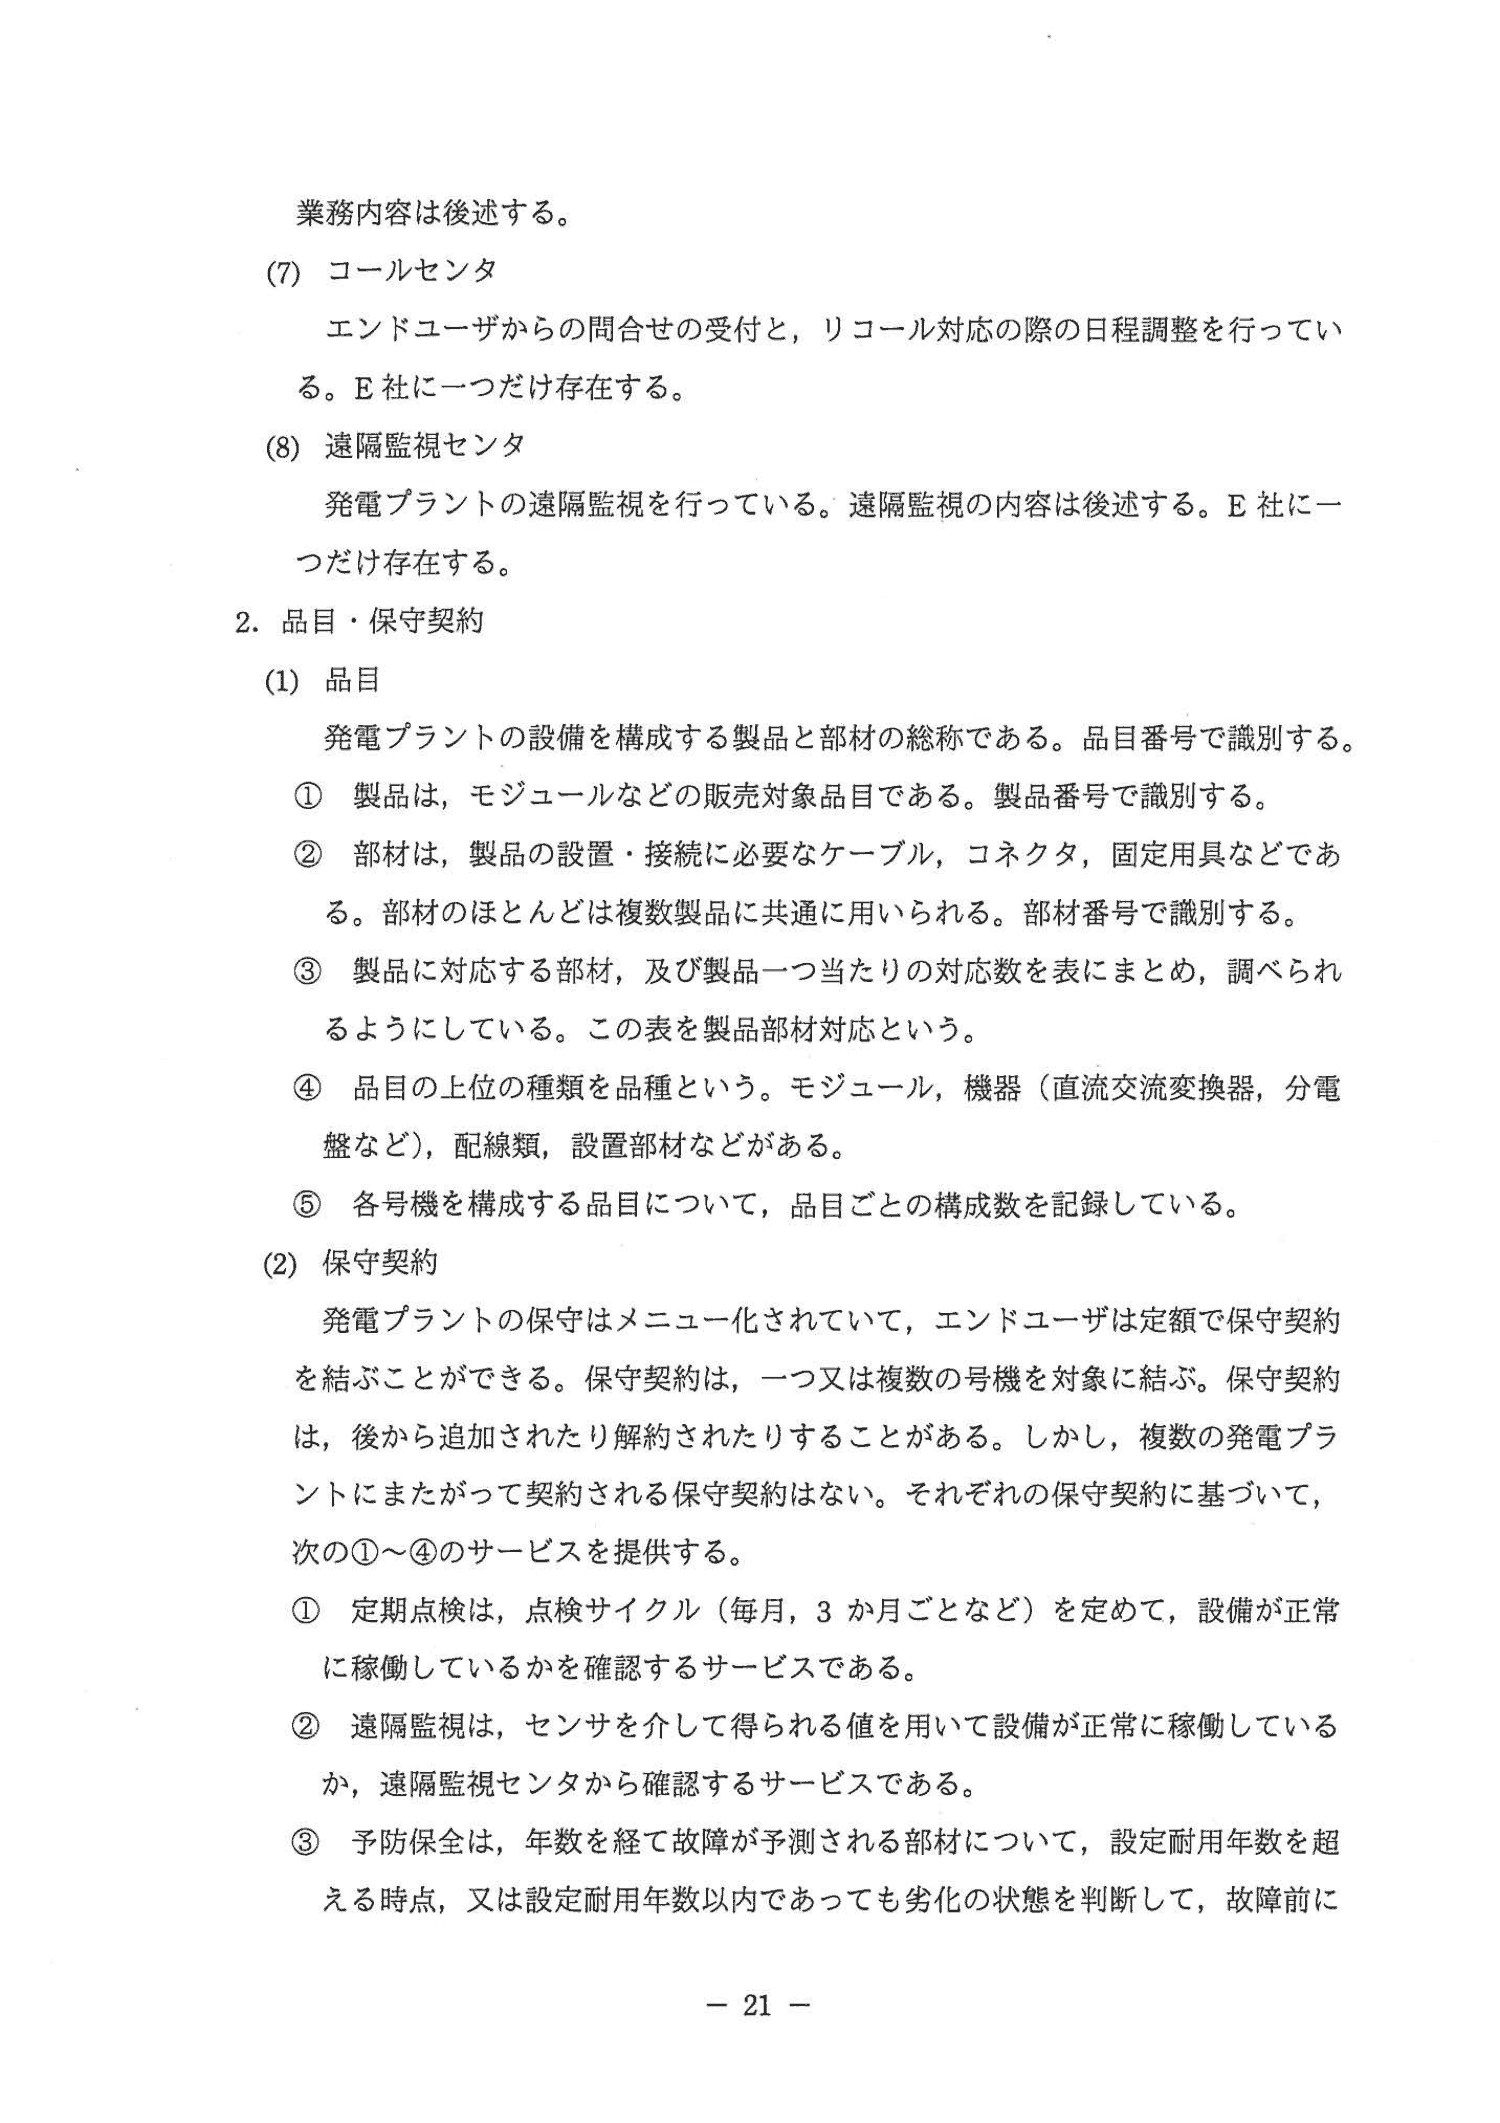 業務内容は後述する。
(7) コールセンタ
エンドユーザからの問合せの受付と，リコール対応の際の日程調整を行ってい
る。E 社に一つだけ存在する。
(8) 遠隔監視センタ
発電プラントの遠隔監視を行っている。遠隔監視の内容は後述する。E 社に一
つだけ存在する。
2. 品目・保守契約
(1) 品目
発電プラントの設備を構成する製品と部材の総称である。品目番号で識別する。
① 製品は，モジュールなどの販売対象品目である。製品番号で識別する。
② 部材は，製品の設置・接続に必要なケーブル，コネクタ，固定用具などであ
る。部材のほとんどは複数製品に共通に用いられる。部材番号で識別する。
③ 製品に対応する部材，及び製品一つ当たりの対応数を表にまとめ，調べられ
るようにしている。この表を製品部材対応という。
④ 品目の上位の種類を品種という。モジュール，機器（直流交流変換器，分電
盤など），配線類，設置部材などがある。
⑤ 各号機を構成する品目について，品目ごとの構成数を記録している。
(2) 保守契約
発電プラントの保守はメニュー化されていて，エンドユーザは定額で保守契約
を結ぶことができる。保守契約は，一つ又は複数の号機を対象に結ぶ。保守契約
は，後から追加されたり解約されたりすることがある。しかし，複数の発電プラ
ントにまたがって契約される保守契約はない。それぞれの保守契約に基づいて，
次の①～④のサービスを提供する。
① 定期点検は，点検サイクル（毎月，3 か月ごとなど）を定めて，設備が正常
に稼働しているかを確認するサービスである。
② 遠隔監視は，センサを介して得られる値を用いて設備が正常に稼働している
か，遠隔監視センタから確認するサービスである。
③ 予防保全は，年数を経て故障が予測される部材について，設定耐用年数を超
える時点，又は設定耐用年数以内であっても劣化の状態を判断して，故障前に
－ 21 －